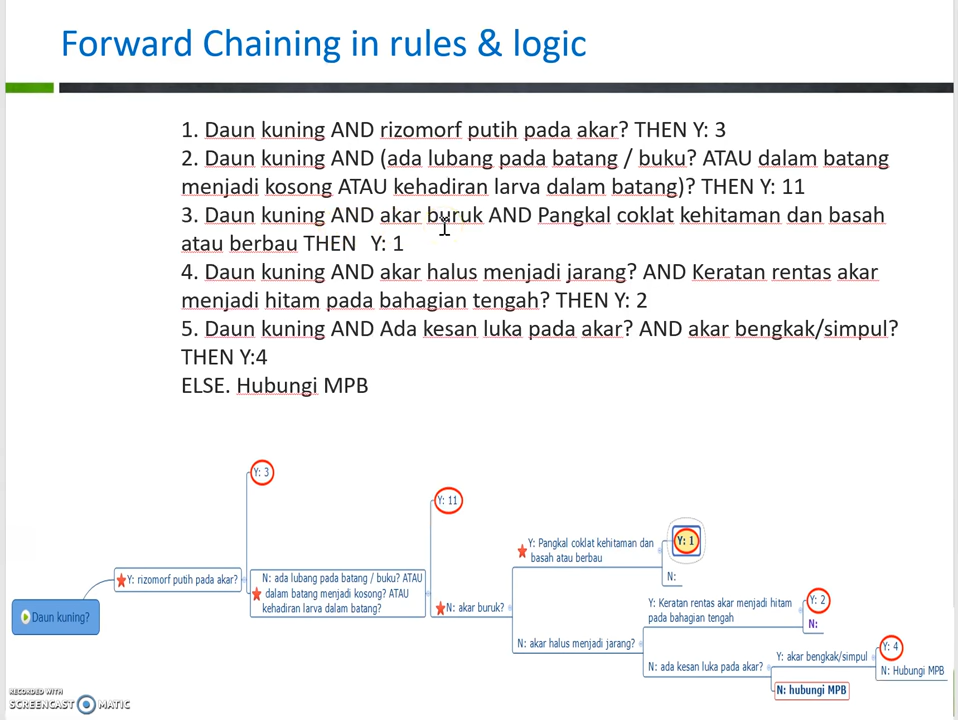 Forward Chaining in rules & logic
1. Daun kuning AND rizomorf putih pada akar? THEN Y: 3
2. Daun kuning AND (ada lubang pada batang / buku? ATAU dalam batang
menjadi kosong ATAU kehadiran larva dalam batang)? THEN Y: 11
3. Daun kuning AND akar buruk AND Pangkal coklat kehitaman dan basah
atau berbau THEN Y: 1
4. Daun kuning AND akar halus menjadi jarang? AND Keratan rentas akar
menjadi hitam pada bahagian tengah? THEN Y: 2
5. Daun kuning AND Ada kesan luka pada akar? AND akar bengkak/simpul?
THEN Y:4
ELSE. Hubungi MPB
Daun kuning?
Y: rizomorf putih pada akar?
Y: 3
N: ada lubang pada batang / buku? ATAU
dalam batang menjadi kosong? ATAU
kehadiran larva dalam batang?
Y: 11
N: akar buruk?
Y: Pangkal coklat kehitaman dan
basah atau berbau
Y: 1
N:
N: akar halus menjadi jarang?
Y: Keratan rentas akar menjadi hitam
pada bahagian tengah
Y: 2
N:
N: ada kesan luka pada akar?
Y: akar bengkak/simpul
Y: 4
N: Hubungi MPB
N: hubungi MPB
RECORDED WITH
SCREENCAST MATIC